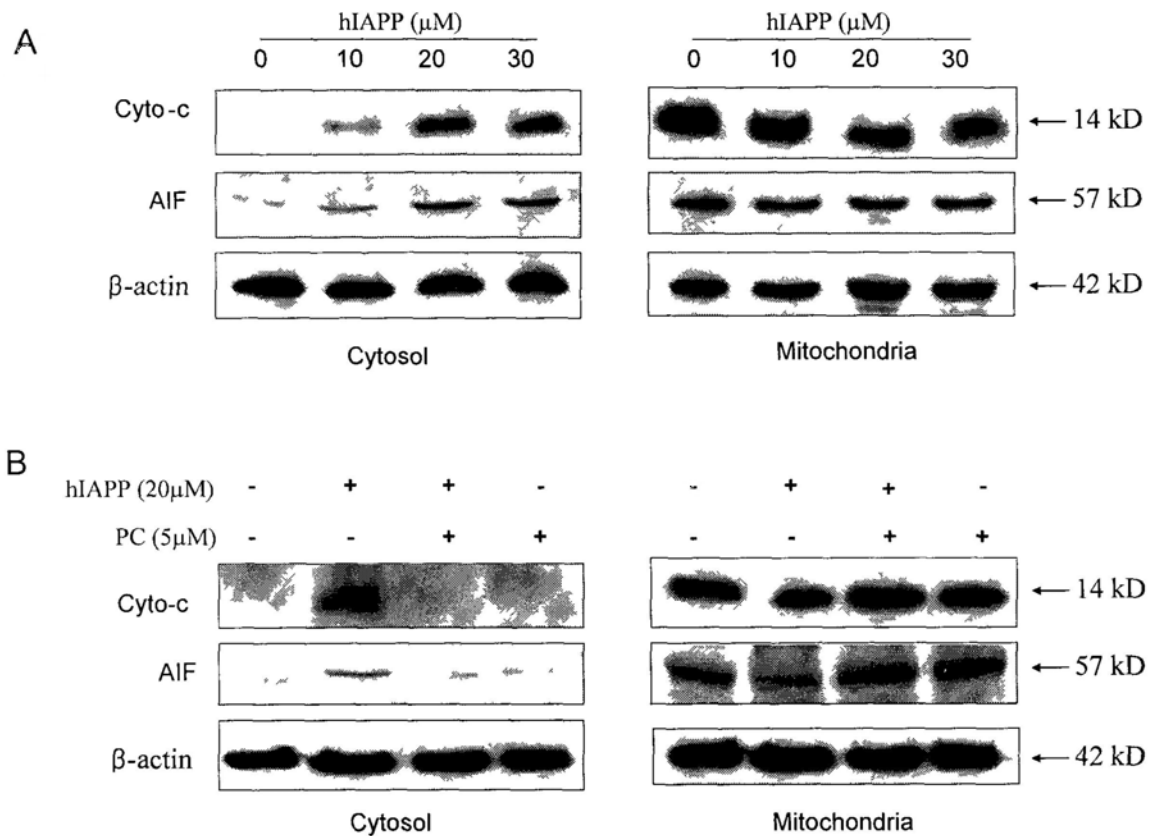 A
hIAPP (μM) hIAPP (μM)
0 10 20 30 0 10 20 30
Cyto-c 14 kD
AIF 57 kD
β-actin 42 kD
Cytosol Mitochondria
B
hIAPP (20μM) - + + - - + + -
PC (5μM) - - + + - - + +
Cyto-c 14 kD
AIF 57 kD
β-actin 42 kD
Cytosol Mitochondria